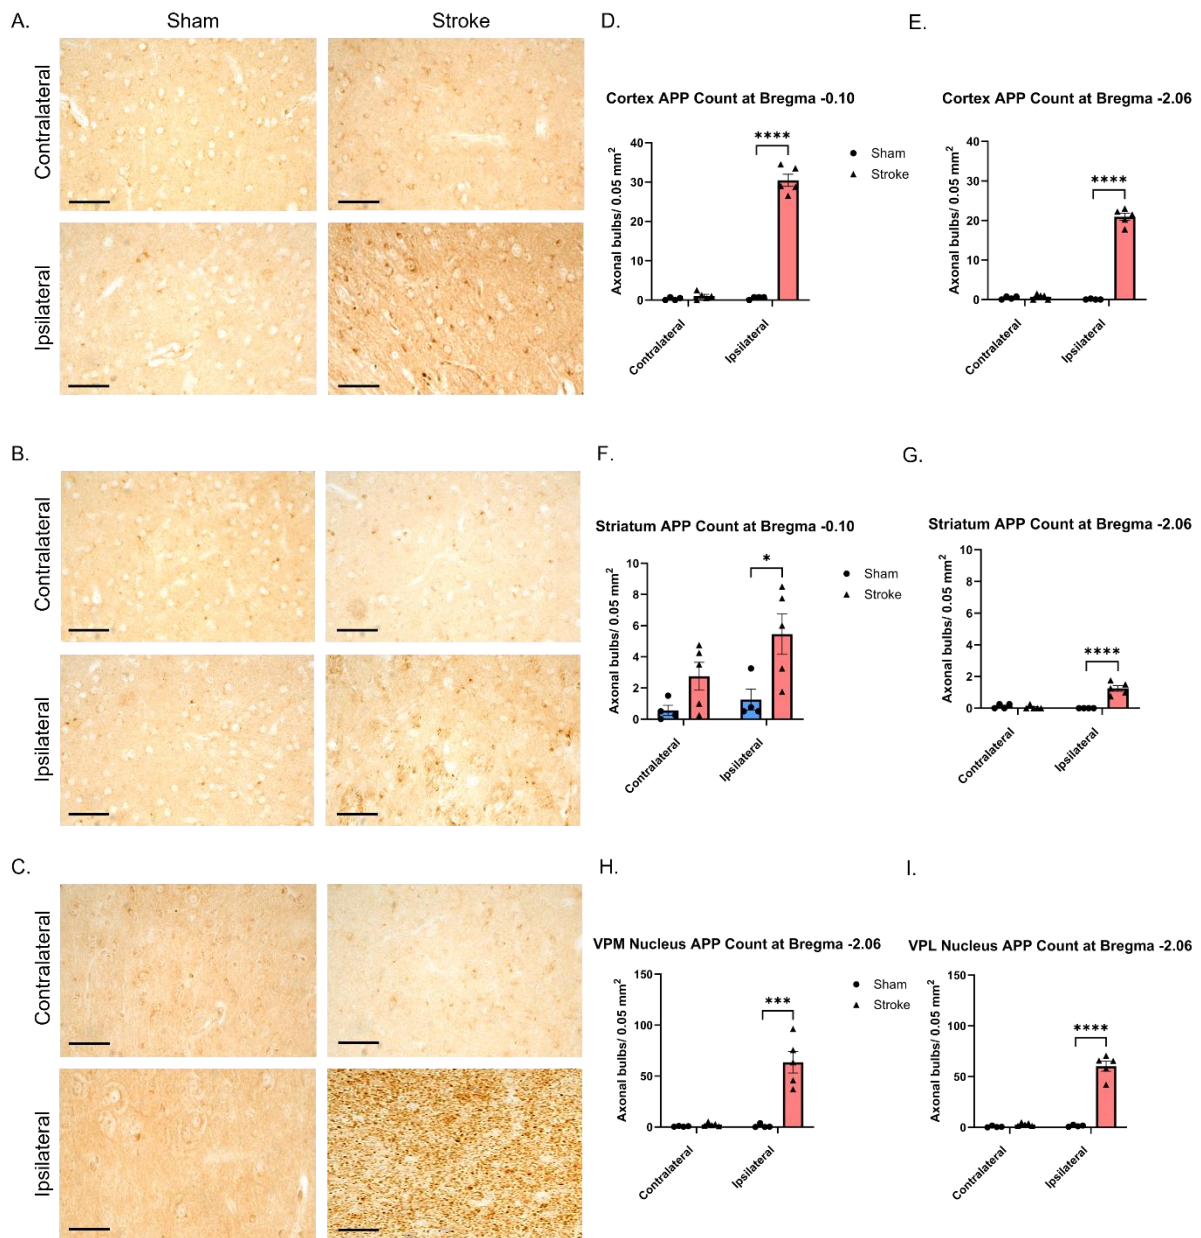 A.
Sham
Stroke
Contralateral
Ipsilateral
D.
Cortex APP Count at Bregma -0.10
Axonal bulbs/ 0.05 mm²
40
30
20
10
0
****
Contralateral
Ipsilateral
Sham
Stroke
E.
Cortex APP Count at Bregma -2.06
Axonal bulbs/ 0.05 mm²
40
30
20
10
0
****
Contralateral
Ipsilateral
B.
Contralateral
Ipsilateral
F.
Striatum APP Count at Bregma -0.10
Axonal bulbs/ 0.05 mm²
10
8
6
4
2
0
*
Contralateral
Ipsilateral
Sham
Stroke
G.
Striatum APP Count at Bregma -2.06
Axonal bulbs/ 0.05 mm²
10
8
6
4
2
0
****
Contralateral
Ipsilateral
C.
Contralateral
Ipsilateral
H.
VPM Nucleus APP Count at Bregma -2.06
Axonal bulbs/ 0.05 mm²
150
100
50
0
***
Contralateral
Ipsilateral
Sham
Stroke
I.
VPL Nucleus APP Count at Bregma -2.06
Axonal bulbs/ 0.05 mm²
150
100
50
0
****
Contralateral
Ipsilateral